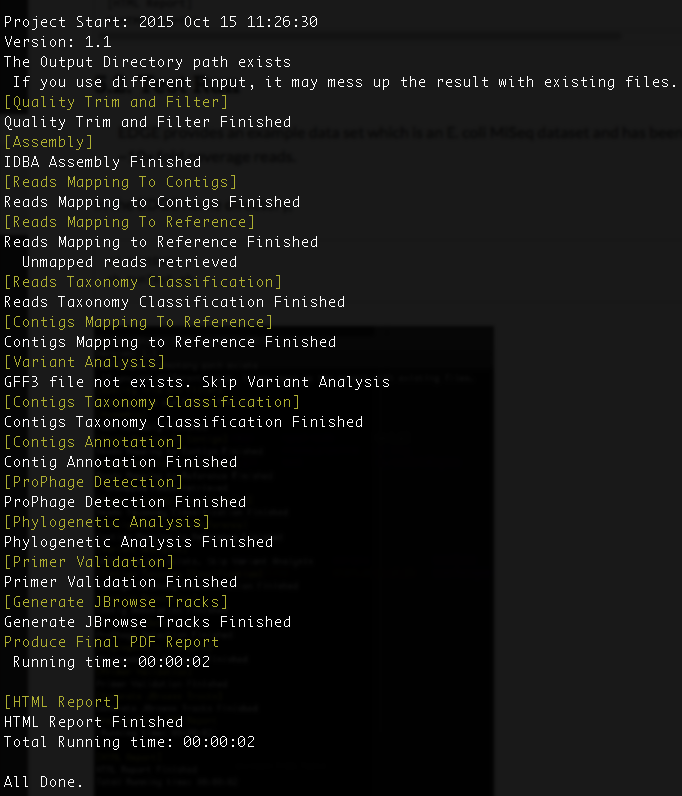 Project Start: 2015 Oct 15 11:26:30
Version: 1.1
The Output Directory path exists
 If you use different input, it may mess up the result with existing files.
[Quality Trim and Filter]
Quality Trim and Filter Finished
[Assembly]
IDBA Assembly Finished
[Reads Mapping To Contigs]
Reads Mapping to Contigs Finished
[Reads Mapping To Reference]
Reads Mapping to Reference Finished
  Unmapped reads retrieved
[Reads Taxonomy Classification]
Reads Taxonomy Classification Finished
[Contigs Mapping To Reference]
Contigs Mapping to Reference Finished
[Variant Analysis]
GFF3 file not exists. Skip Variant Analysis
[Contigs Taxonomy Classification]
Contigs Taxonomy Classification Finished
[Contigs Annotation]
Contig Annotation Finished
[ProPhage Detection]
ProPhage Detection Finished
[Phylogenetic Analysis]
Phylogenetic Analysis Finished
[Primer Validation]
Primer Validation Finished
[Generate JBrowse Tracks]
Generate JBrowse Tracks Finished
Produce Final PDF Report
 Running time: 00:00:02
[HTML Report]
HTML Report Finished
Total Running time: 00:00:02
All Done.